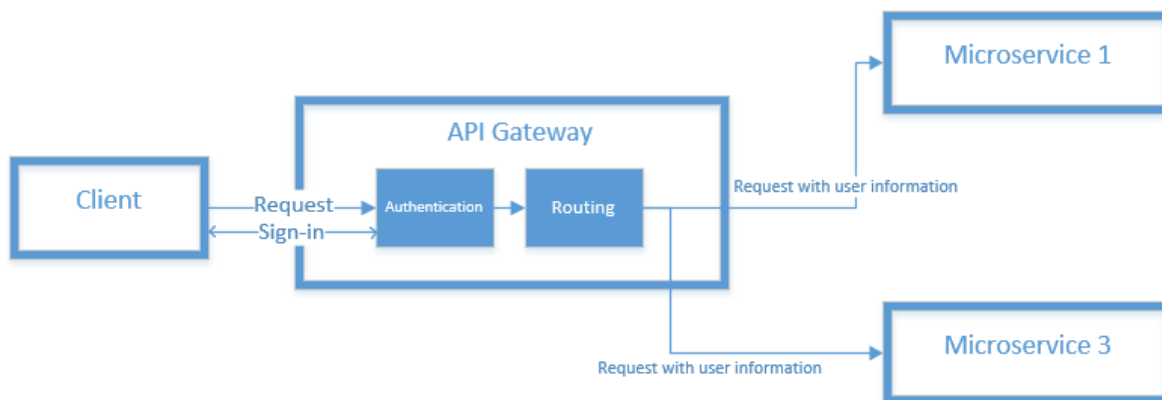 Microservice 1
API Gateway
Client
Request
Sign-in
Authentication
Routing
Request with user information
Microservice 3
Request with user information